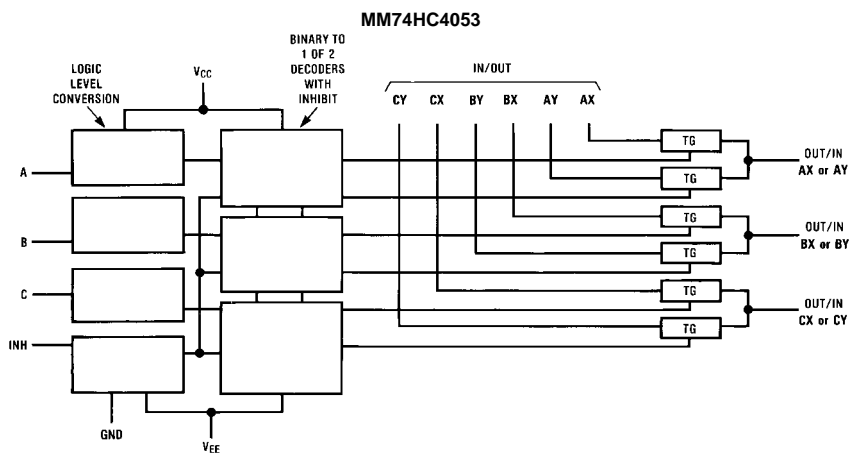 MM74HC4053
BINARY TO
1 OF 2
DECODERS
WITH
INHIBIT
LOGIC
LEVEL
CONVERSION
VCC
IN/OUT
CY CX BY BX AY AX
TG
OUT/IN
AX or AY
A
TG
TG
OUT/IN
BX or BY
B
TG
C
TG
OUT/IN
CX or CY
TG
INH
GND
VEE